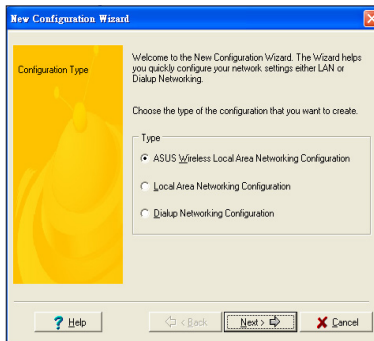 New Configuration Wizard
Configuration Type
Welcome to the New Configuration Wizard. The Wizard helps
you quickly configure your network settings either LAN or
Dialup Networking.
Choose the type of the configuration that you want to create.
Type
ASUS Wireless Local Area Networking Configuration
Local Area Networking Configuration
Dialup Networking Configuration
? Help
< Back
Next >
Cancel